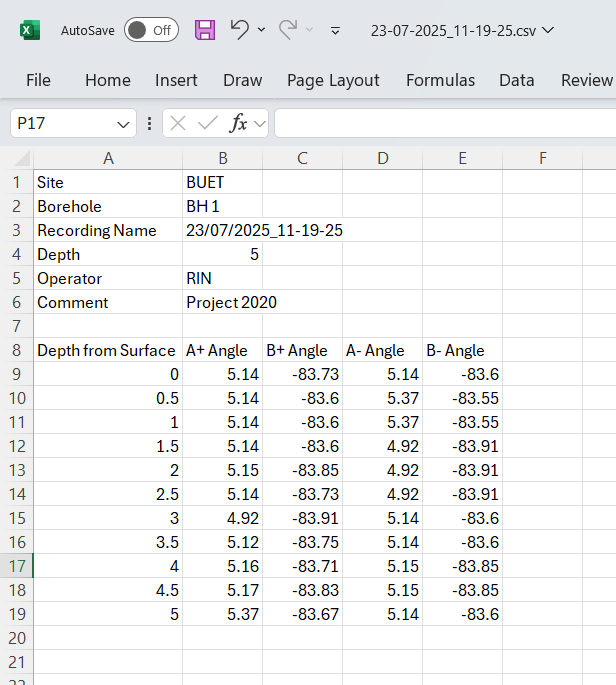 AutoSave Off 23-07-2025_11-19-25.csv
File Home Insert Draw Page Layout Formulas Data Review
P17 fx
A B C D E F
1 Site BUET
2 Borehole BH 1
3 Recording Name 23/07/2025_11-19-25
4 Depth 5
5 Operator RIN
6 Comment Project 2020
7
8 Depth from Surface A+ Angle B+ Angle A- Angle B- Angle
9 0 5.14 -83.73 5.14 -83.6
10 0.5 5.14 -83.6 5.37 -83.55
11 1 5.14 -83.6 5.37 -83.55
12 1.5 5.14 -83.6 4.92 -83.91
13 2 5.15 -83.85 4.92 -83.91
14 2.5 5.14 -83.73 4.92 -83.91
15 3 4.92 -83.91 5.14 -83.6
16 3.5 5.12 -83.75 5.14 -83.6
17 4 5.16 -83.71 5.15 -83.85
18 4.5 5.17 -83.83 5.15 -83.85
19 5 5.37 -83.67 5.14 -83.6
20
21
22